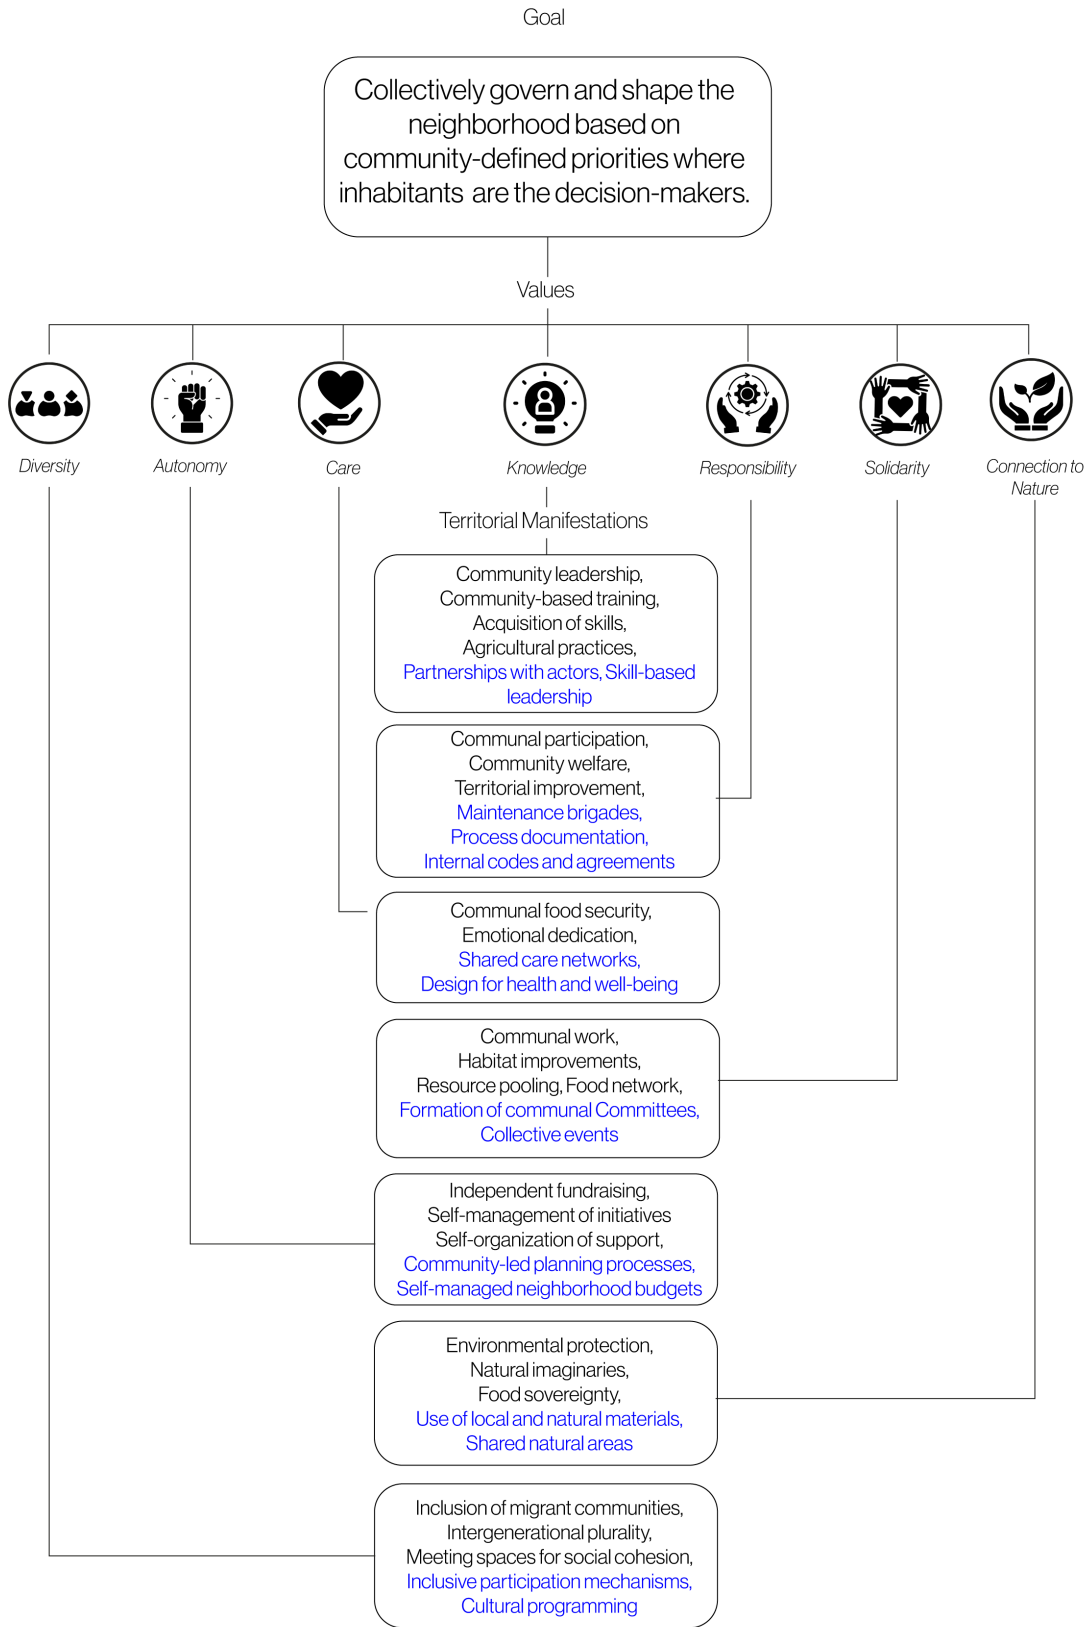 Goal
Collectively govern and shape the
neighborhood based on
community-defined priorities where
inhabitants are the decision-makers.
Values
Diversity
Autonomy
Care
Knowledge
Responsibility
Solidarity
Connection to
Nature
Territorial Manifestations
Community leadership,
Community-based training,
Acquisition of skills,
Agricultural practices,
Partnerships with actors, Skill-based
leadership
Communal participation,
Community welfare,
Territorial improvement,
Maintenance brigades,
Process documentation,
Internal codes and agreements
Communal food security,
Emotional dedication,
Shared care networks,
Design for health and well-being
Communal work,
Habitat improvements,
Resource pooling, Food network,
Formation of communal Committees,
Collective events
Independent fundraising,
Self-management of initiatives
Self-organization of support,
Community-led planning processes,
Self-managed neighborhood budgets
Environmental protection,
Natural imaginaries,
Food sovereignty,
Use of local and natural materials,
Shared natural areas
Inclusion of migrant communities,
Intergenerational plurality,
Meeting spaces for social cohesion,
Inclusive participation mechanisms,
Cultural programming